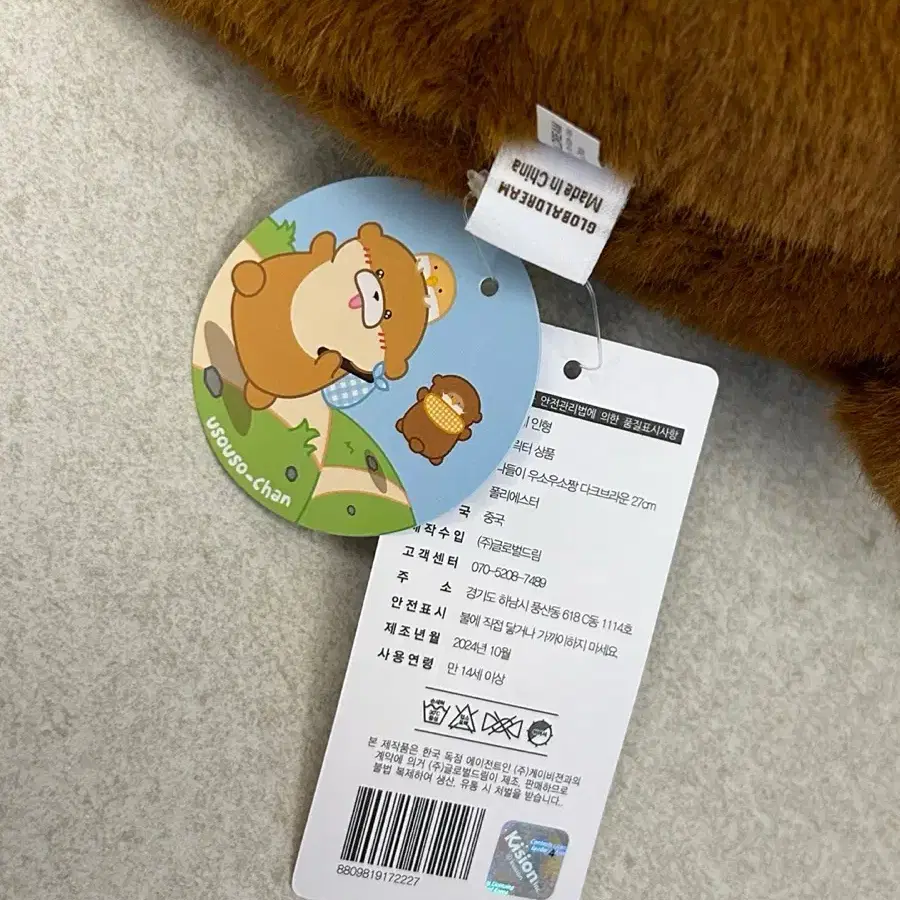 GLOBALDREAM
Made In China
usouso-chan
안전관리법에 의한 품질표시사항
인형
상품
우소우소짱 다크브라운 27cm
폴리에스터
국 중국
제작수입 (주)글로벌드림
고객센터 070-5208-7489
주 소 경기도 하남시 풍산동 618 C동 1114호
안전표시 불에 직접 닿거나 가까이하지 마세요.
제조년월 2024년 10월
사용연령 만 14세 이상
본 제작품은 한국 독점 에이전트인 (주)케이비젼과의
계약에 의거 (주)글로벌드림이 제조, 판매하므로
불법 복제하여 생산, 유통 시 처벌을 받습니다.
8809819172227
Kision